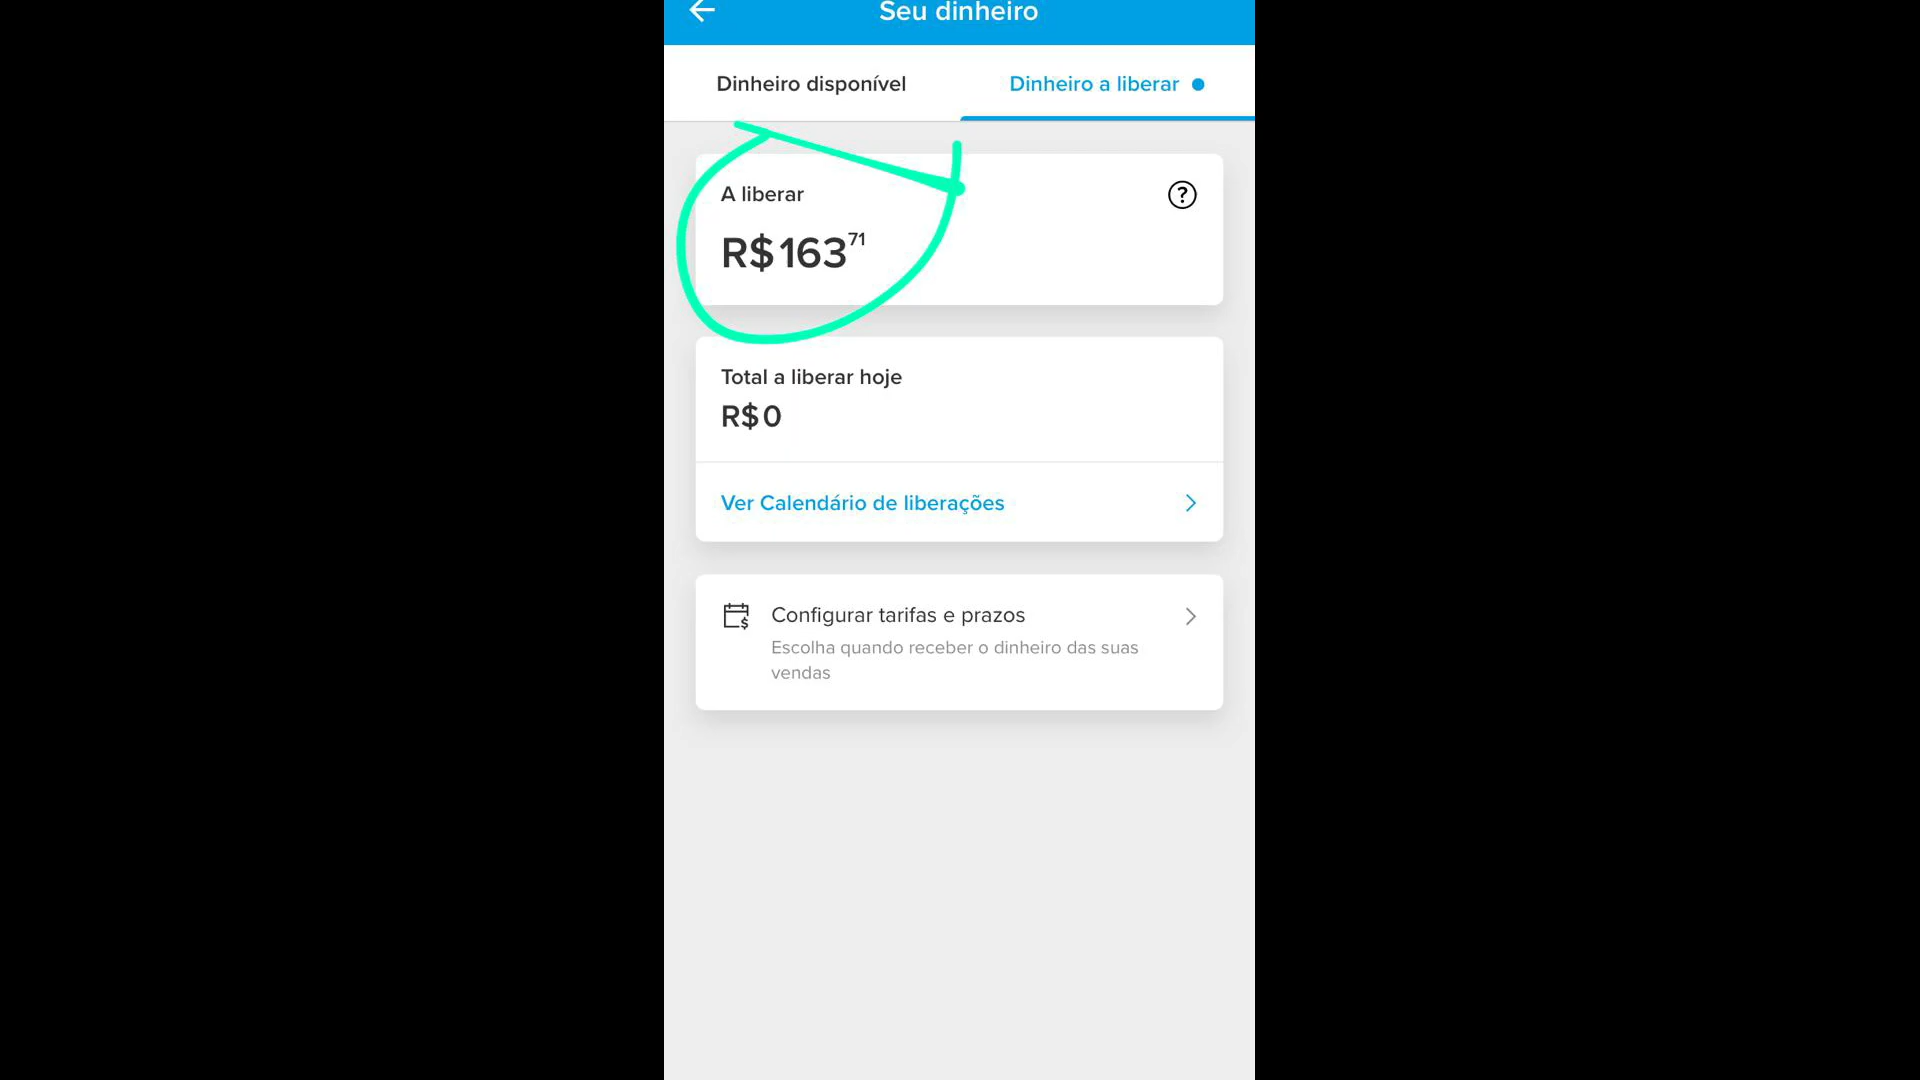 Seu dinheiro
Dinheiro disponível
Dinheiro a liberar
A liberar
?
R$163⁷¹
Total a liberar hoje
R$0
Ver Calendário de liberações
Configurar tarifas e prazos
Escolha quando receber o dinheiro das suas
vendas